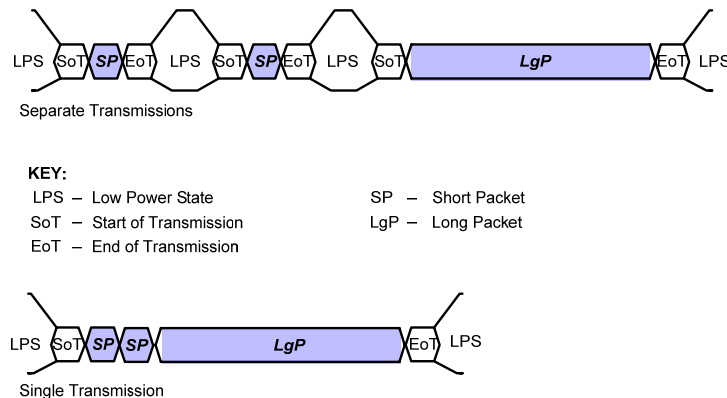 LPS SoT SP EoT LPS SoT SP EoT LPS SoT LgP EoT LPS
Separate Transmissions
KEY:
LPS – Low Power State SP – Short Packet
SoT – Start of Transmission LgP – Long Packet
EoT – End of Transmission
LPS SoT SP SP LgP EoT LPS
Single Transmission